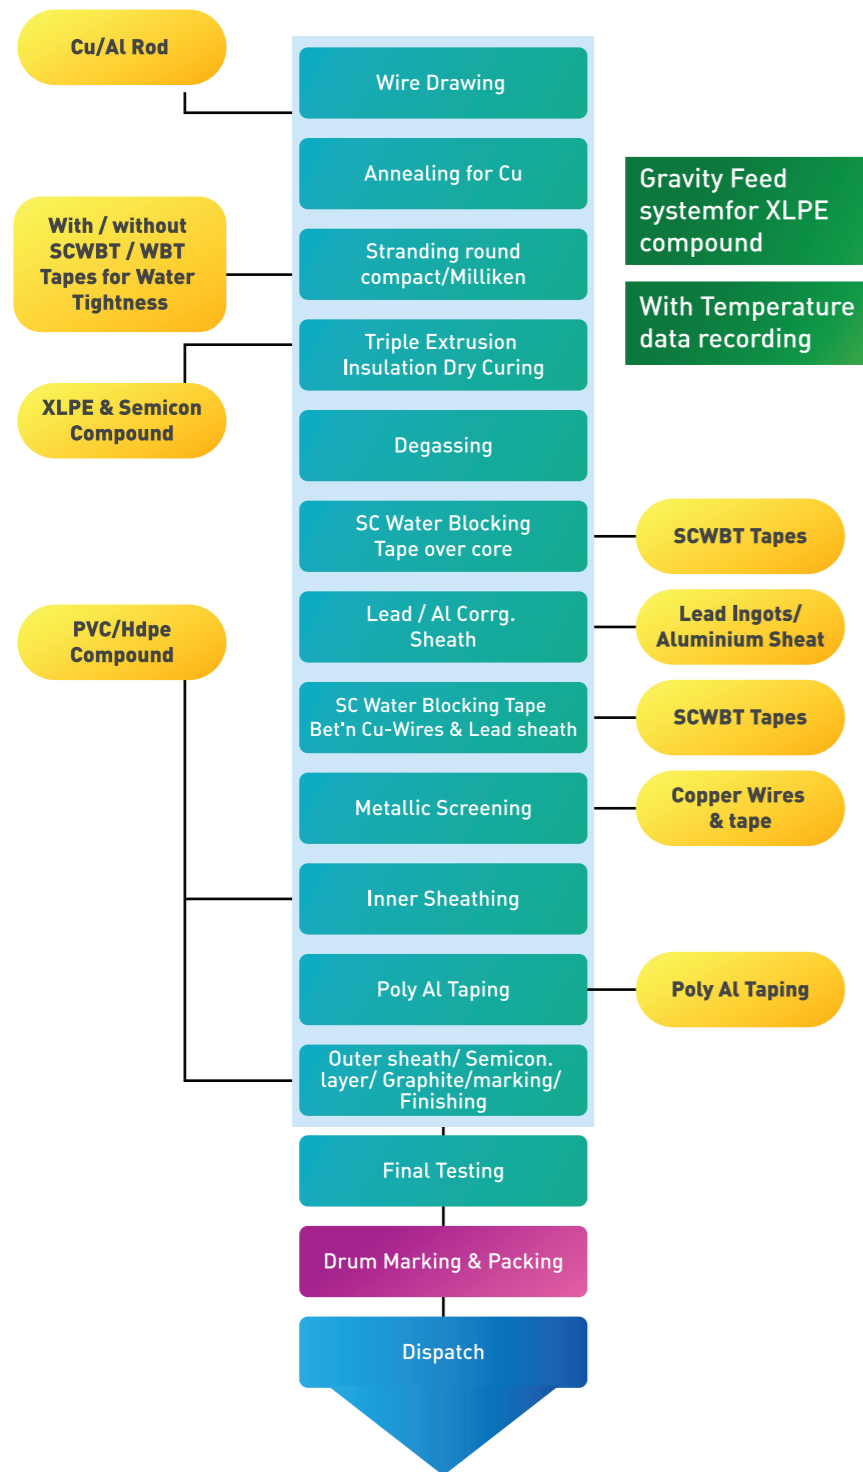 Cu/Al Rod
Wire Drawing
Annealing for Cu
Gravity Feed
systemfor XLPE
compound
With / without
SCWBT / WBT
Tapes for Water
Tightness
Stranding round
compact/Milliken
With Temperature
data recording
Triple Extrusion
Insulation Dry Curing
XLPE & Semicon
Compound
Degassing
SC Water Blocking
Tape over core
SCWBT Tapes
PVC/Hdpe
Compound
Lead / Al Corrg.
Sheath
Lead Ingots/
Aluminium Sheat
SC Water Blocking Tape
Bet'n Cu-Wires & Lead sheath
SCWBT Tapes
Metallic Screening
Copper Wires
& tape
Inner Sheathing
Poly Al Taping
Poly Al Taping
Outer sheath/ Semicon.
layer/ Graphite/marking/
Finishing
Final Testing
Drum Marking & Packing
Dispatch